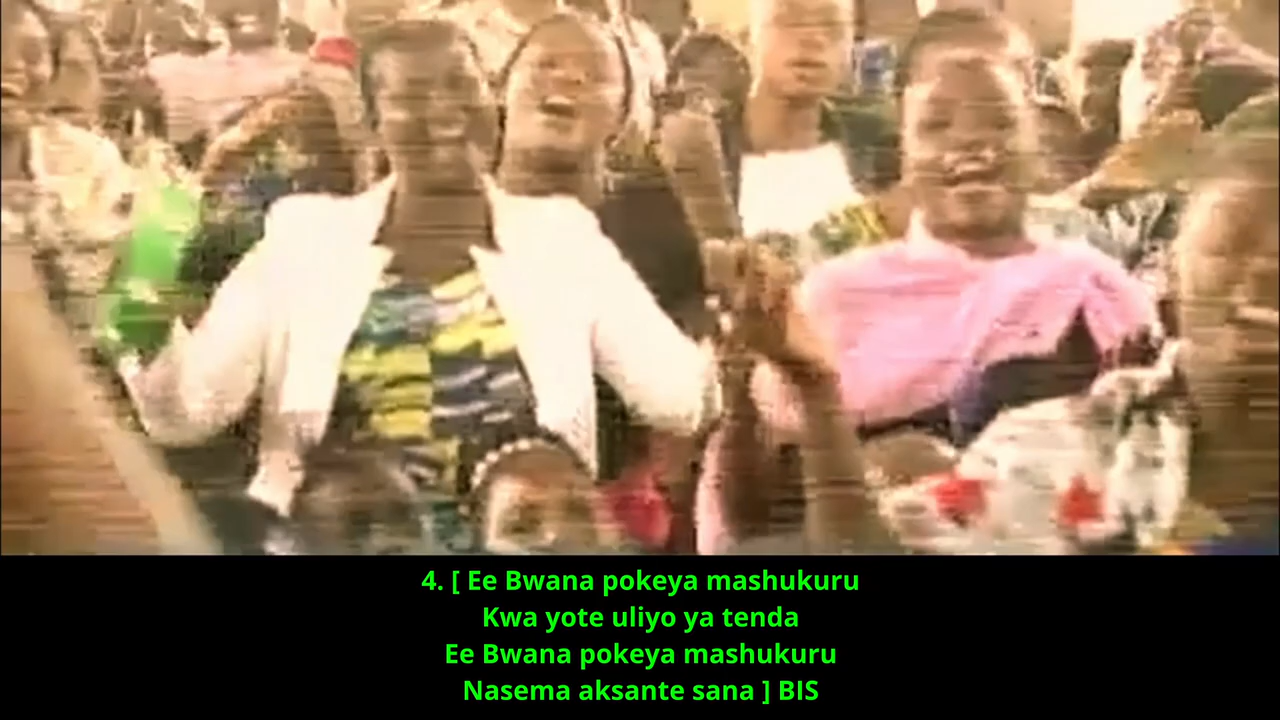 4. [ Ee Bwana pokeya mashukuru
Kwa yote uliyo ya tenda
Ee Bwana pokeya mashukuru
Nasema aksante sana ] BIS